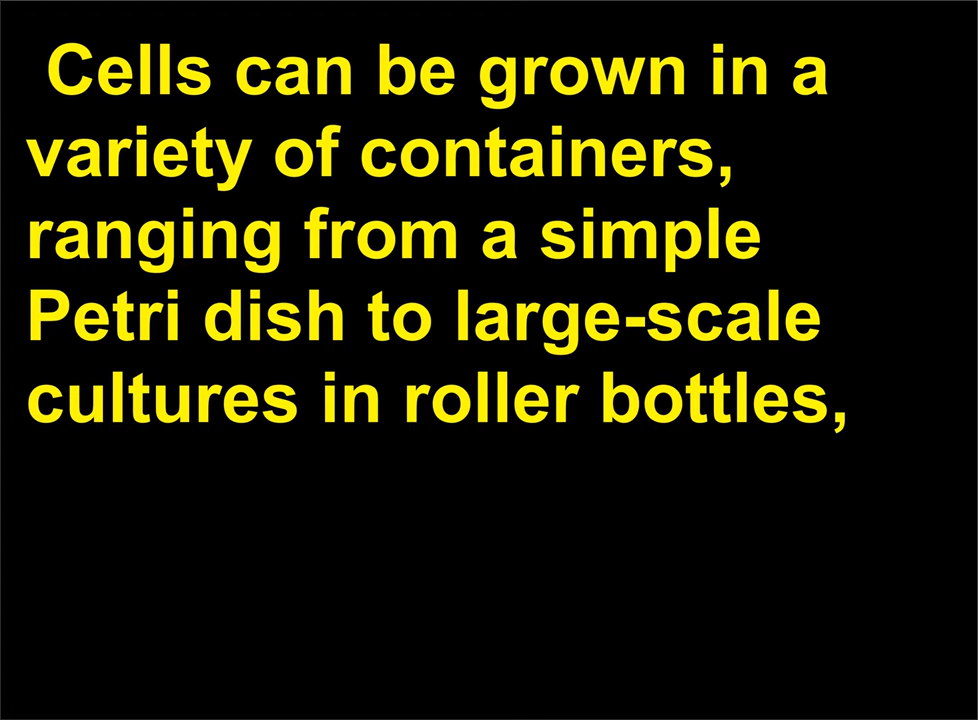 Cells can be grown in a
variety of containers,
ranging from a simple
Petri dish to large-scale
cultures in roller bottles,